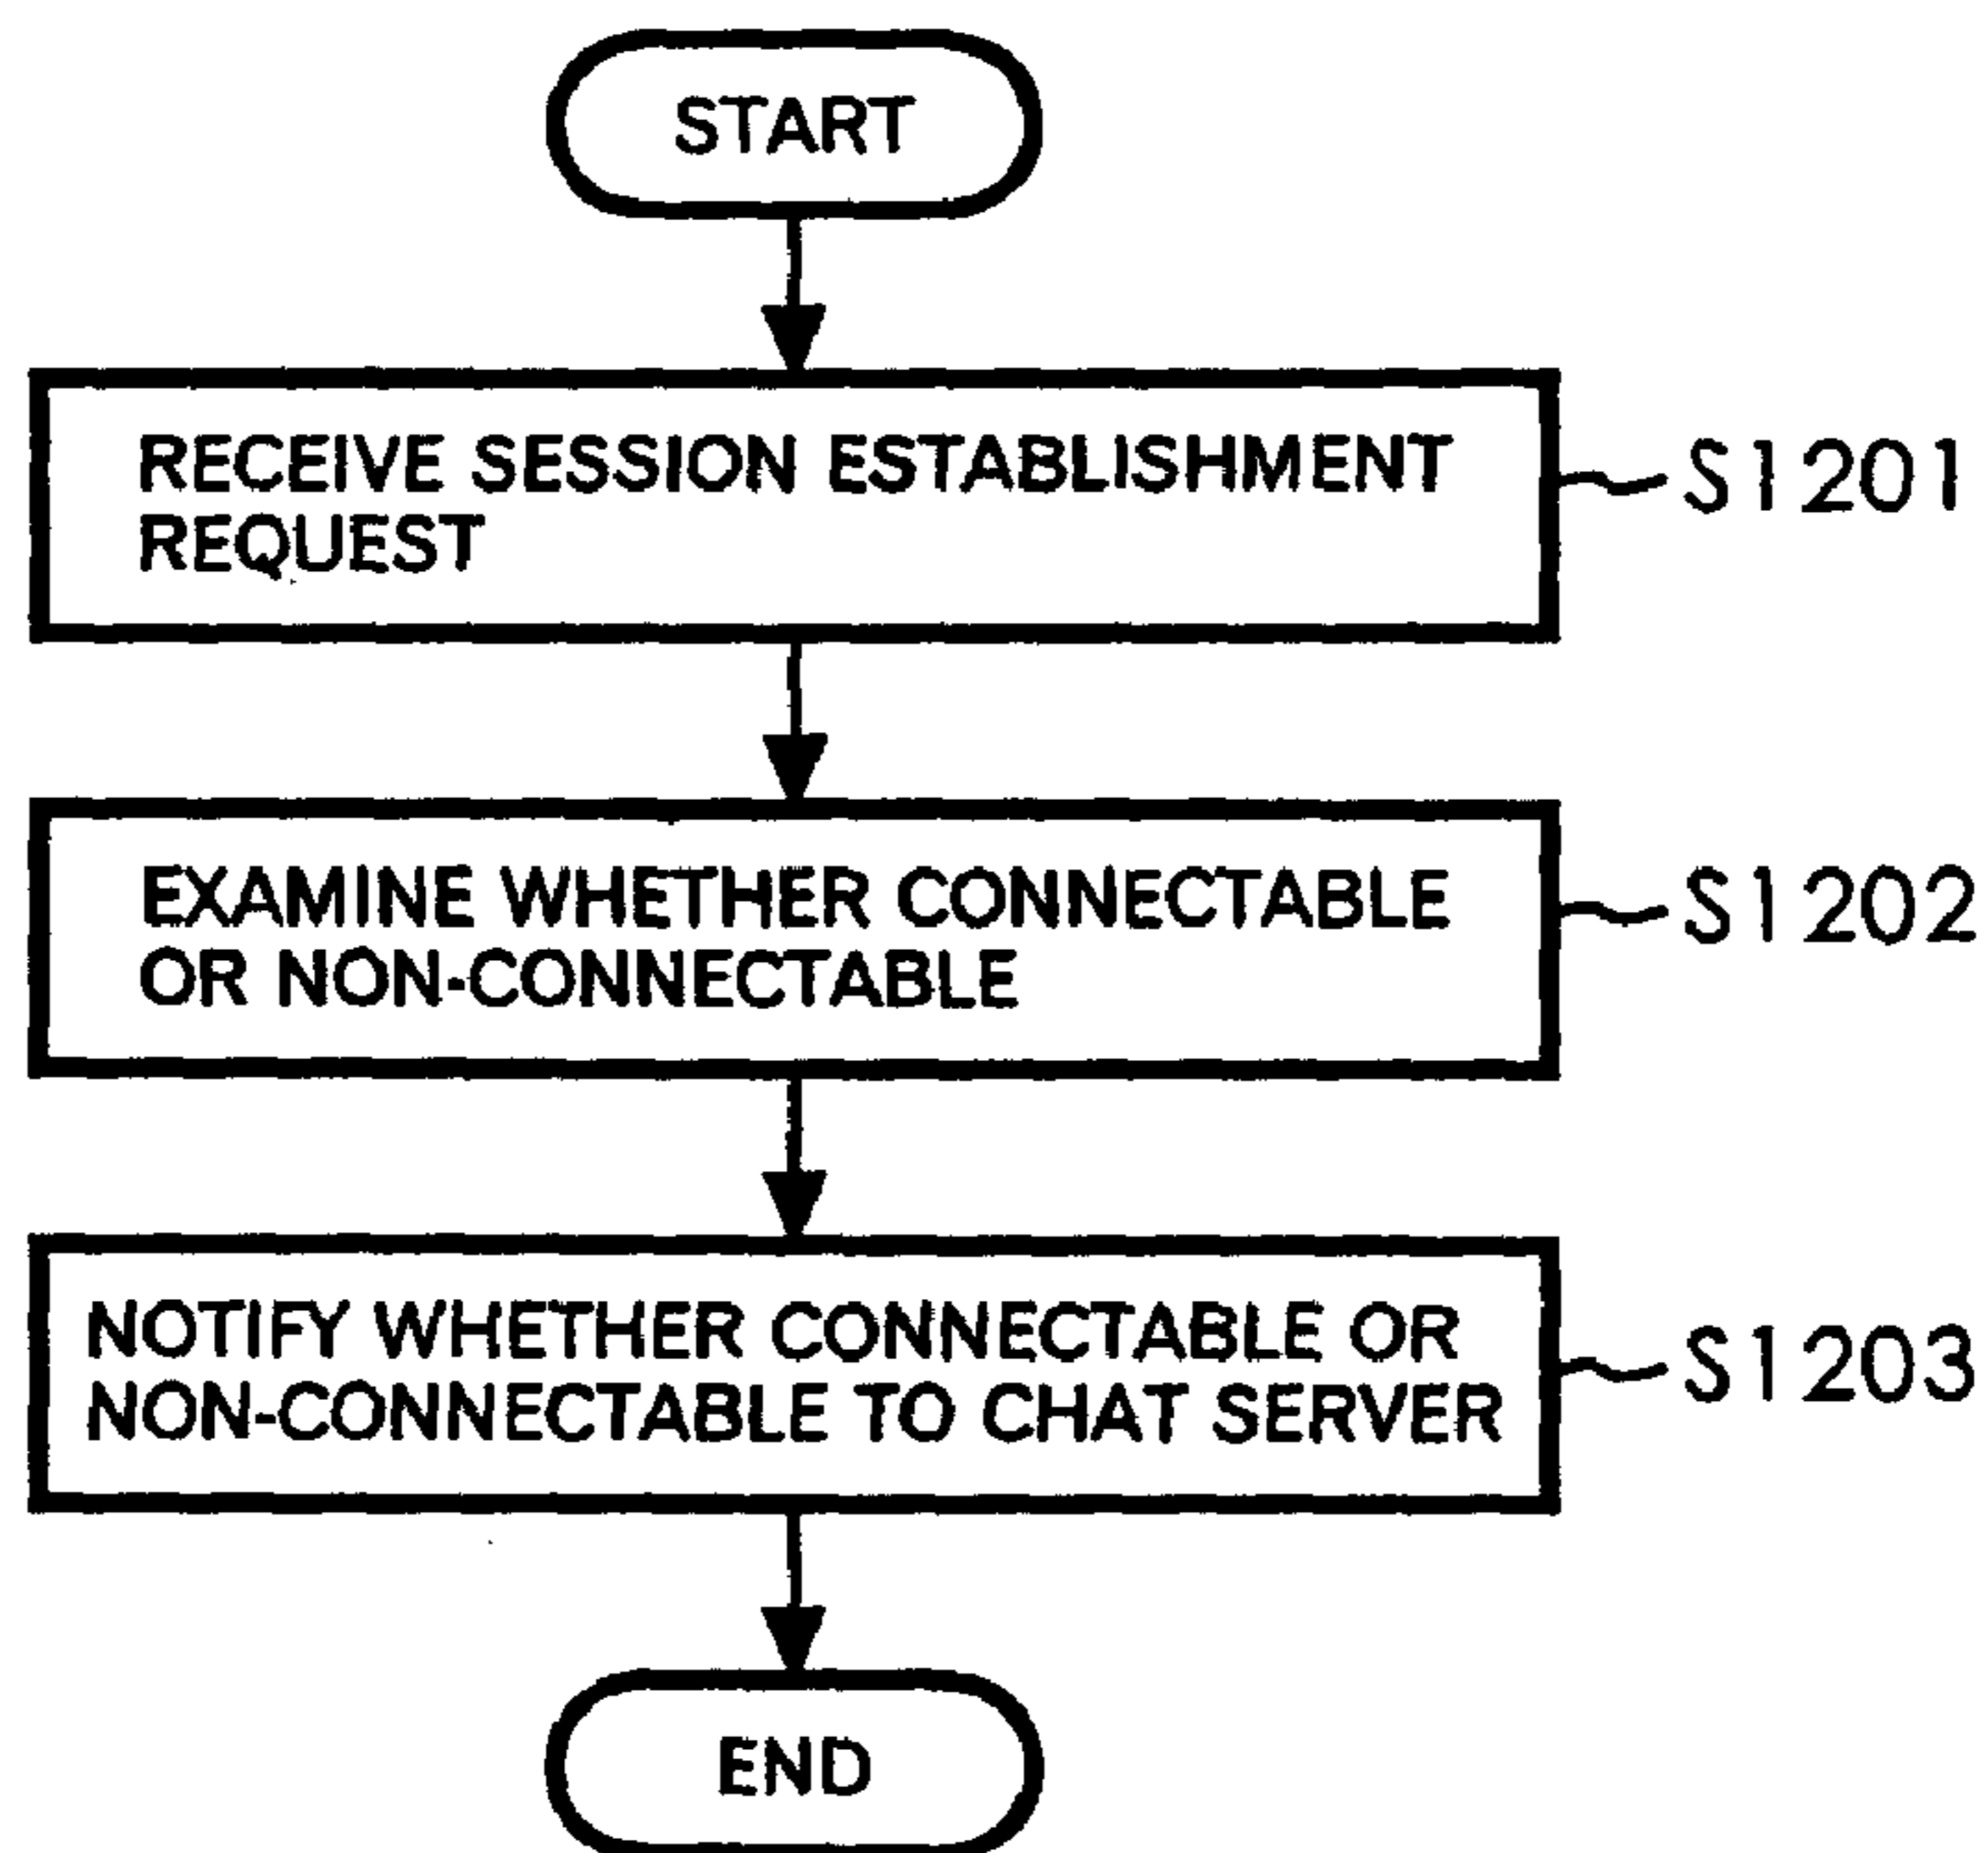 START
RECEIVE SESSION ESTABLISHMENT
REQUEST
S1201
EXAMINE WHETHER CONNECTABLE
OR NON-CONNECTABLE
S1202
NOTIFY WHETHER CONNECTABLE OR
NON-CONNECTABLE TO CHAT SERVER
S1203
END